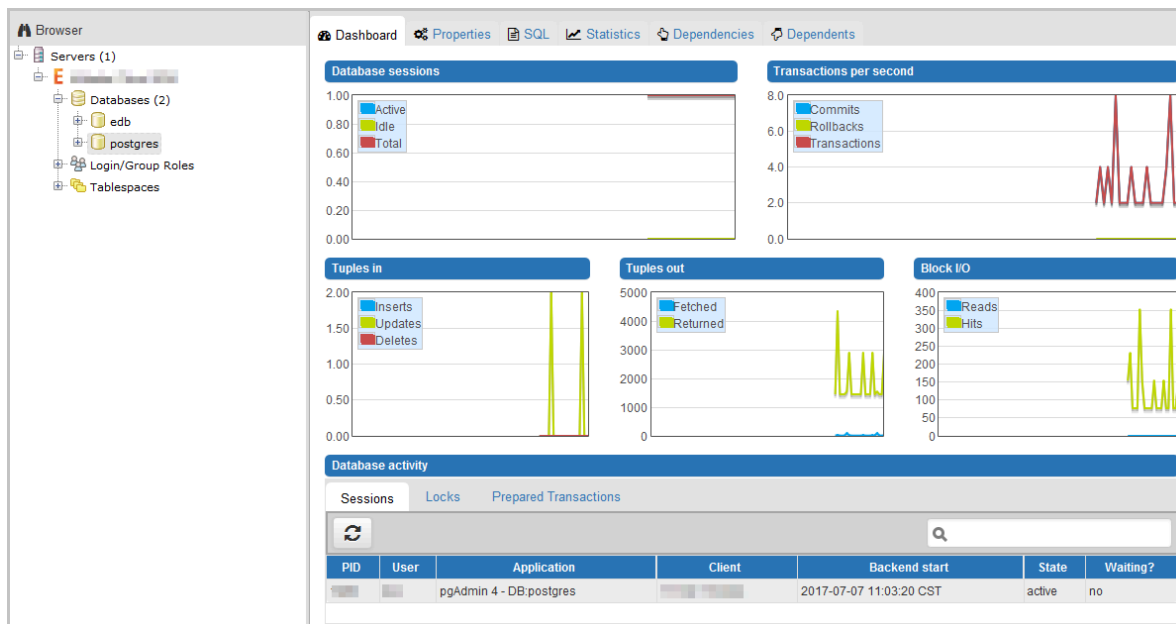 Browser
Servers (1)
Databases (2)
edb
postgres
Login/Group Roles
Tablespaces
Dashboard Properties SQL Statistics Dependencies Dependents
Database sessions
1.00
0.80
0.60
0.40
0.20
0.00
Active
Idle
Total
Transactions per second
8.0
6.0
4.0
2.0
0.0
Commits
Rollbacks
Transactions
Tuples in
2.00
1.50
1.00
0.50
0.00
Inserts
Updates
Deletes
Tuples out
5000
4000
3000
2000
1000
0
Fetched
Returned
Block I/O
400
350
300
250
200
150
100
50
0
Reads
Hits
Database activity
Sessions Locks Prepared Transactions
PID User Application Client Backend start State Waiting?
pgAdmin 4 - DB:postgres 2017-07-07 11:03:20 CST active no